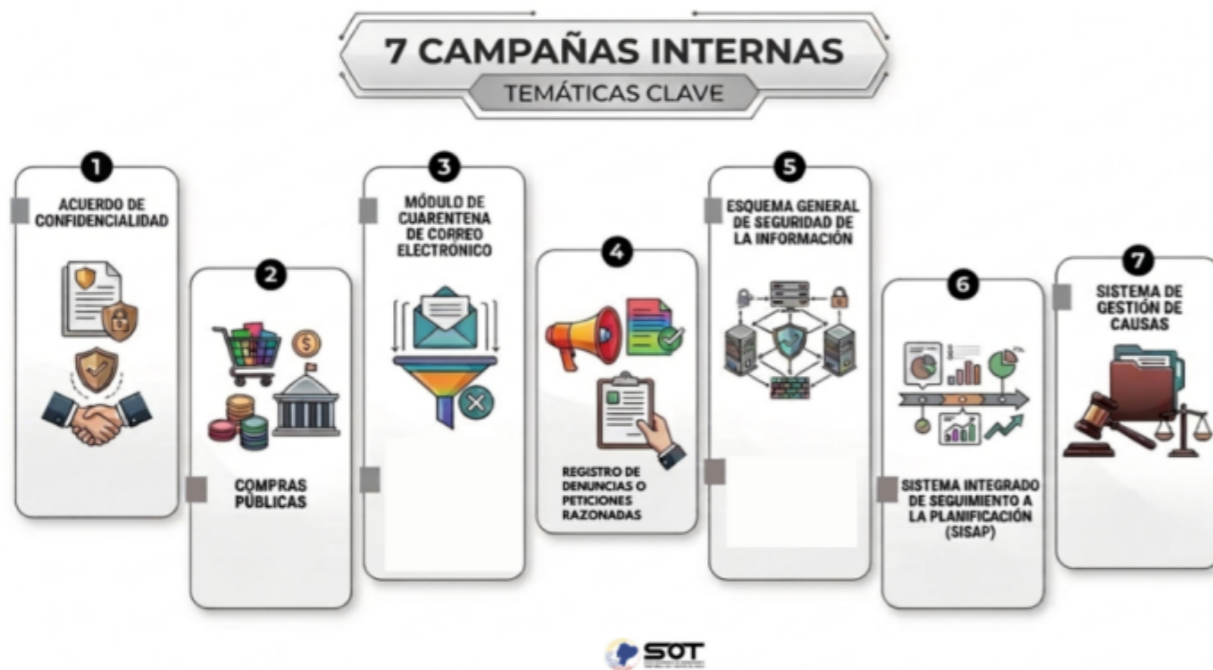 7 CAMPAÑAS INTERNAS
TEMÁTICAS CLAVE
1
ACUERDO DE
CONFIDENCIALIDAD
2
COMPRAS
PÚBLICAS
3
MÓDULO DE
CUARENTENA
DE CORREO
ELECTRÓNICO
4
REGISTRO DE
DENUNCIAS O
PETICIONES
RAZONADAS
5
ESQUEMA GENERAL
DE SEGURIDAD DE
LA INFORMACIÓN
6
SISTEMA INTEGRADO
DE SEGUIMIENTO A
LA PLANIFICACIÓN
(SISAP)
7
SISTEMA DE
GESTIÓN DE
CAUSAS
SOT